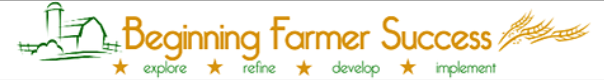 Beginning Farmer Success
explore refine develop implement